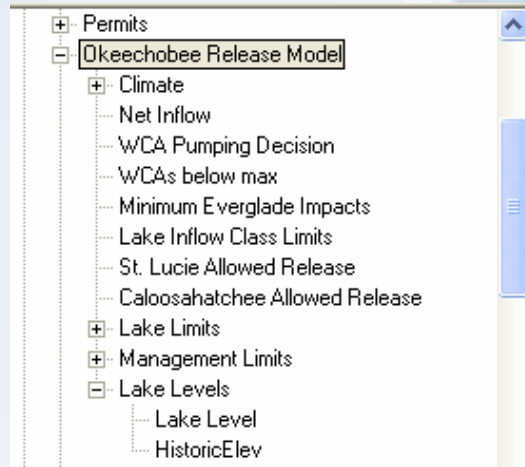 Permits
Okeechobee Release Model
Climate
Net Inflow
WCA Pumping Decision
WCAs below max
Minimum Everglade Impacts
Lake Inflow Class Limits
St. Lucie Allowed Release
Caloosahatchee Allowed Release
Lake Limits
Management Limits
Lake Levels
Lake Level
HistoricElev